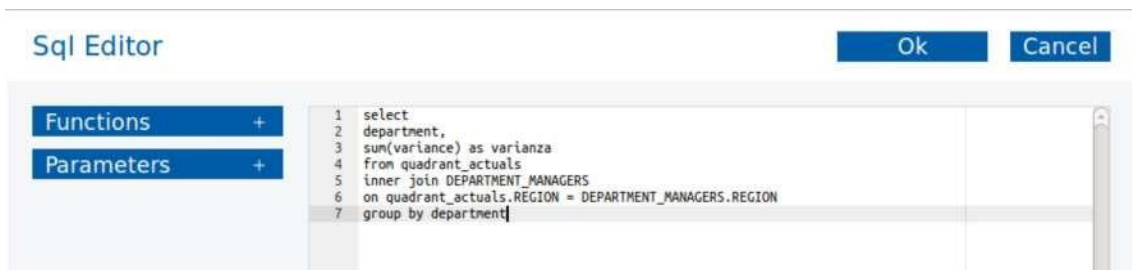 Sql Editor
Ok
Cancel
Functions +
Parameters +
1 select
2 department,
3 sum(variance) as varianza
4 from quadrant_actuals
5 inner join DEPARTMENT_MANAGERS
6 on quadrant_actuals.REGION = DEPARTMENT_MANAGERS.REGION
7 group by department